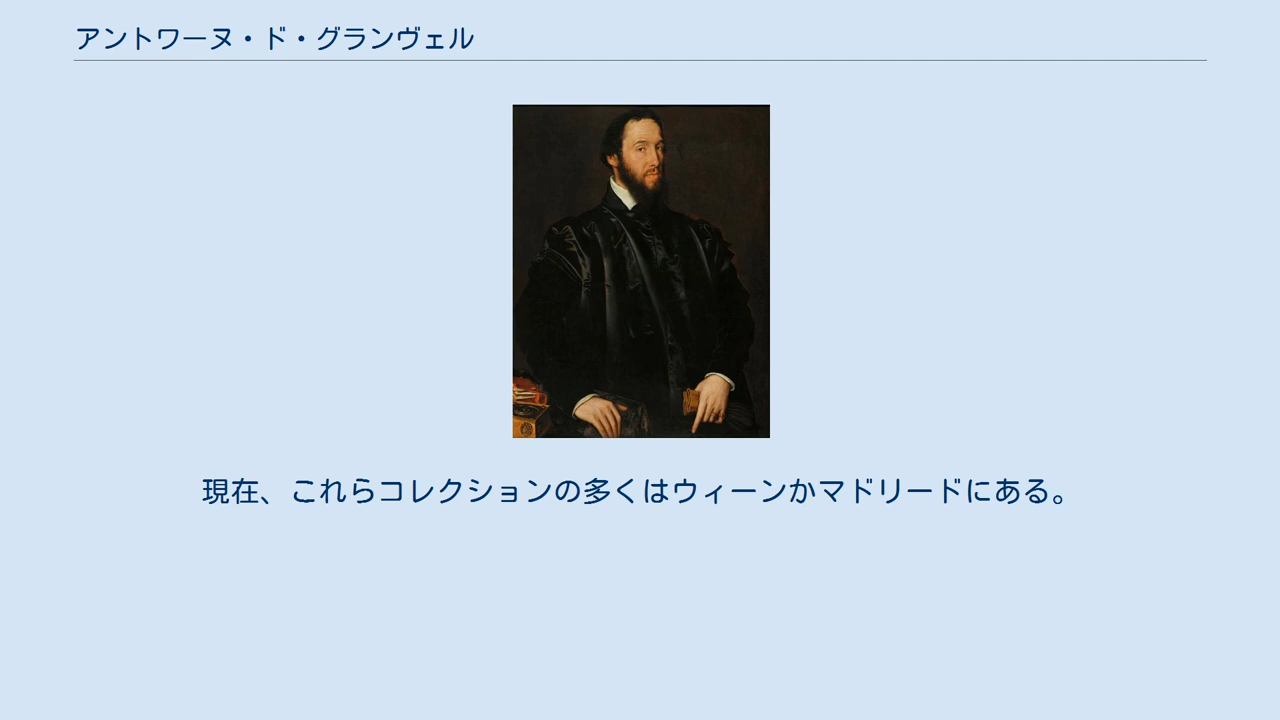 アントワーヌ・ド・グランヴェル
現在、これらコレクションの多くはウィーンかマドリードにある。